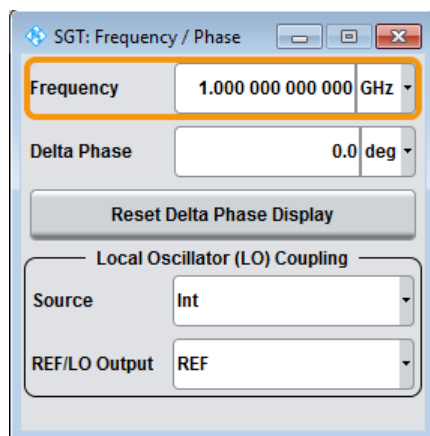 SGT: Frequency / Phase
Frequency 1.000 000 000 000 GHz
Delta Phase 0.0 deg
Reset Delta Phase Display
Local Oscillator (LO) Coupling
Source Int
REF/LO Output REF